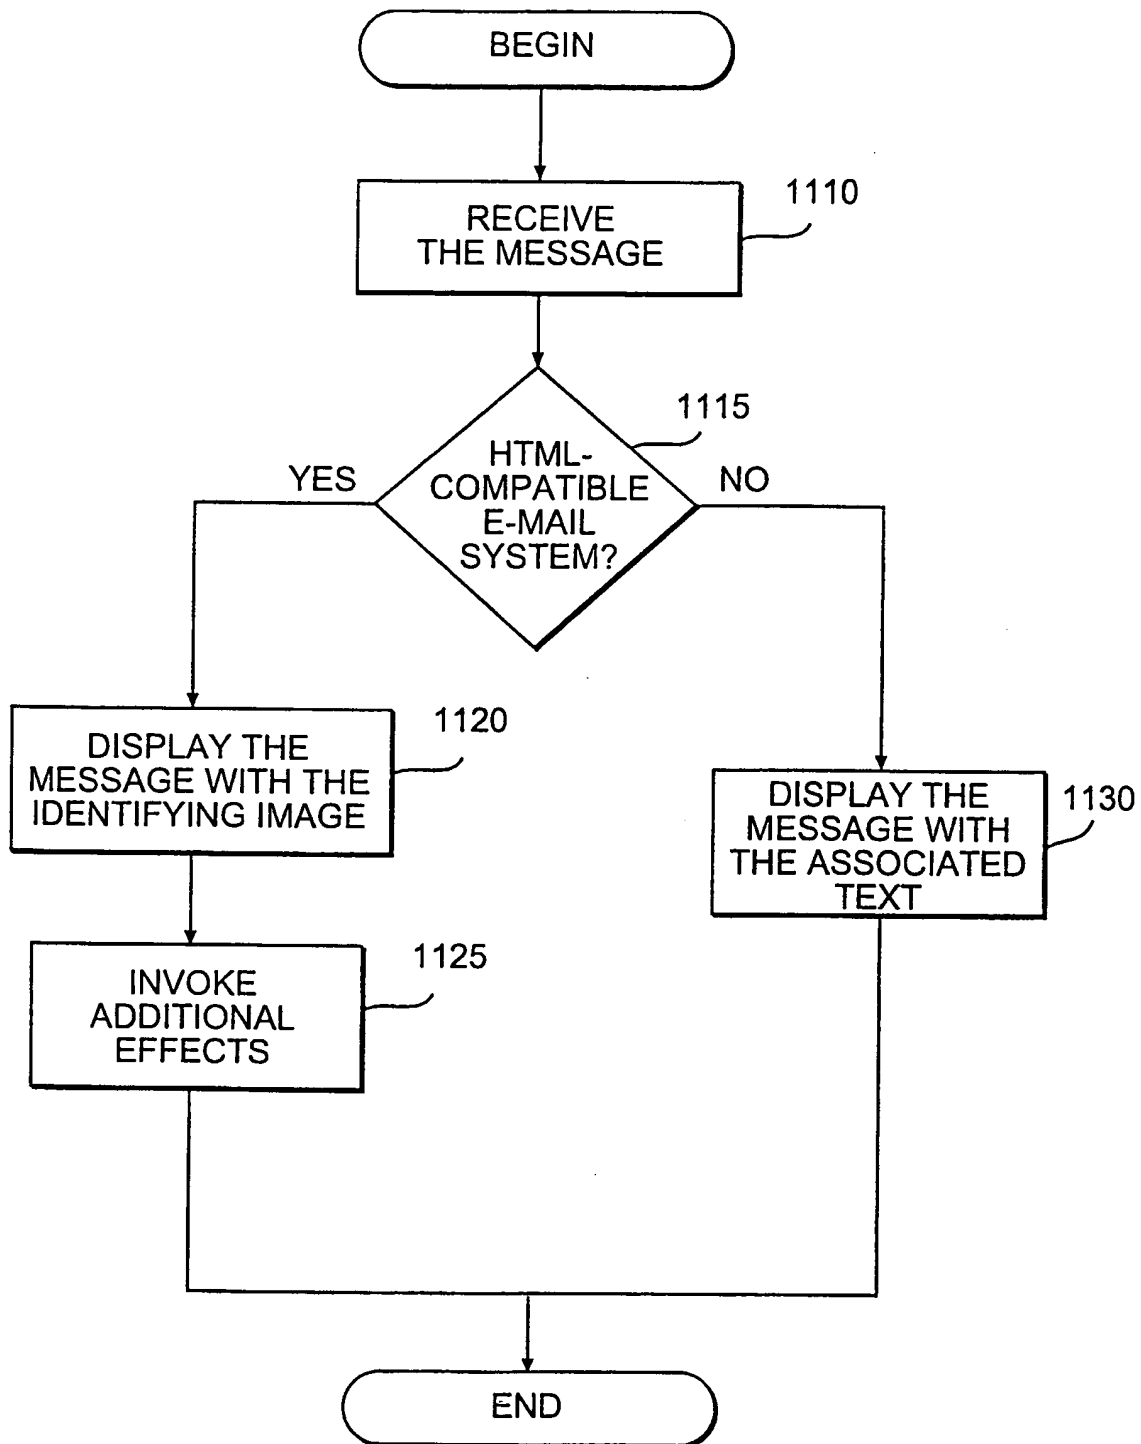 BEGIN
RECEIVE
THE MESSAGE
1110
HTML-
COMPATIBLE
E-MAIL
SYSTEM?
1115
YES
NO
DISPLAY THE
MESSAGE WITH THE
IDENTIFYING IMAGE
1120
DISPLAY THE
MESSAGE WITH
THE ASSOCIATED
TEXT
1130
INVOKE
ADDITIONAL
EFFECTS
1125
END